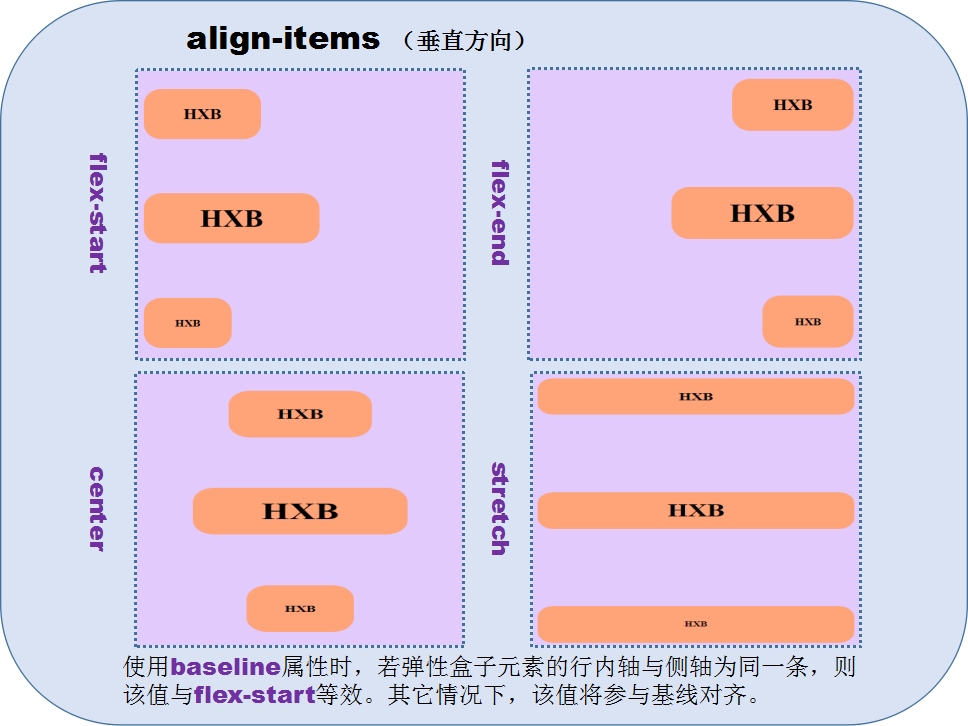 align-items （垂直方向）
flex-start
HXB
HXB
HXB
flex-end
HXB
HXB
HXB
center
HXB
HXB
HXB
stretch
HXB
HXB
HXB
使用baseline属性时，若弹性盒子元素的行内轴与侧轴为同一条，则
该值与flex-start等效。其它情况下，该值将参与基线对齐。